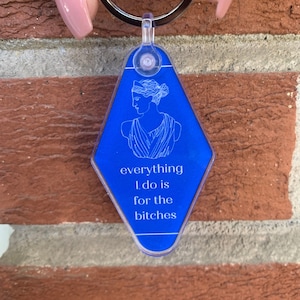 everything
I do is
for the
bitches